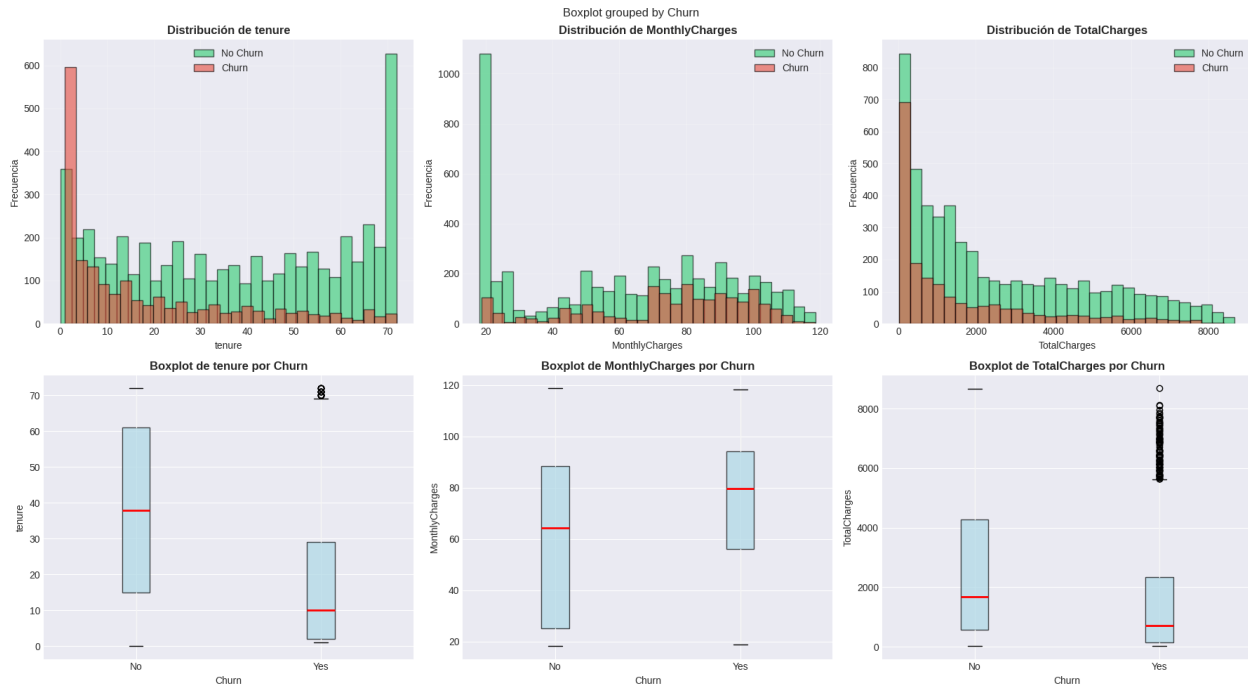 Boxplot grouped by Churn
Distribución de tenure
No Churn
Churn
Frecuencia
600
500
400
300
200
100
0
0 10 20 30 40 50 60 70
tenure
Distribución de MonthlyCharges
No Churn
Churn
Frecuencia
1000
800
600
400
200
0
20 40 60 80 100 120
MonthlyCharges
Distribución de TotalCharges
No Churn
Churn
Frecuencia
800
700
600
500
400
300
200
100
0
0 2000 4000 6000 8000
TotalCharges
Boxplot de tenure por Churn
tenure
70
60
50
40
30
20
10
0
No Yes
Churn
Boxplot de MonthlyCharges por Churn
MonthlyCharges
120
100
80
60
40
20
No Yes
Churn
Boxplot de TotalCharges por Churn
TotalCharges
8000
6000
4000
2000
0
No Yes
Churn